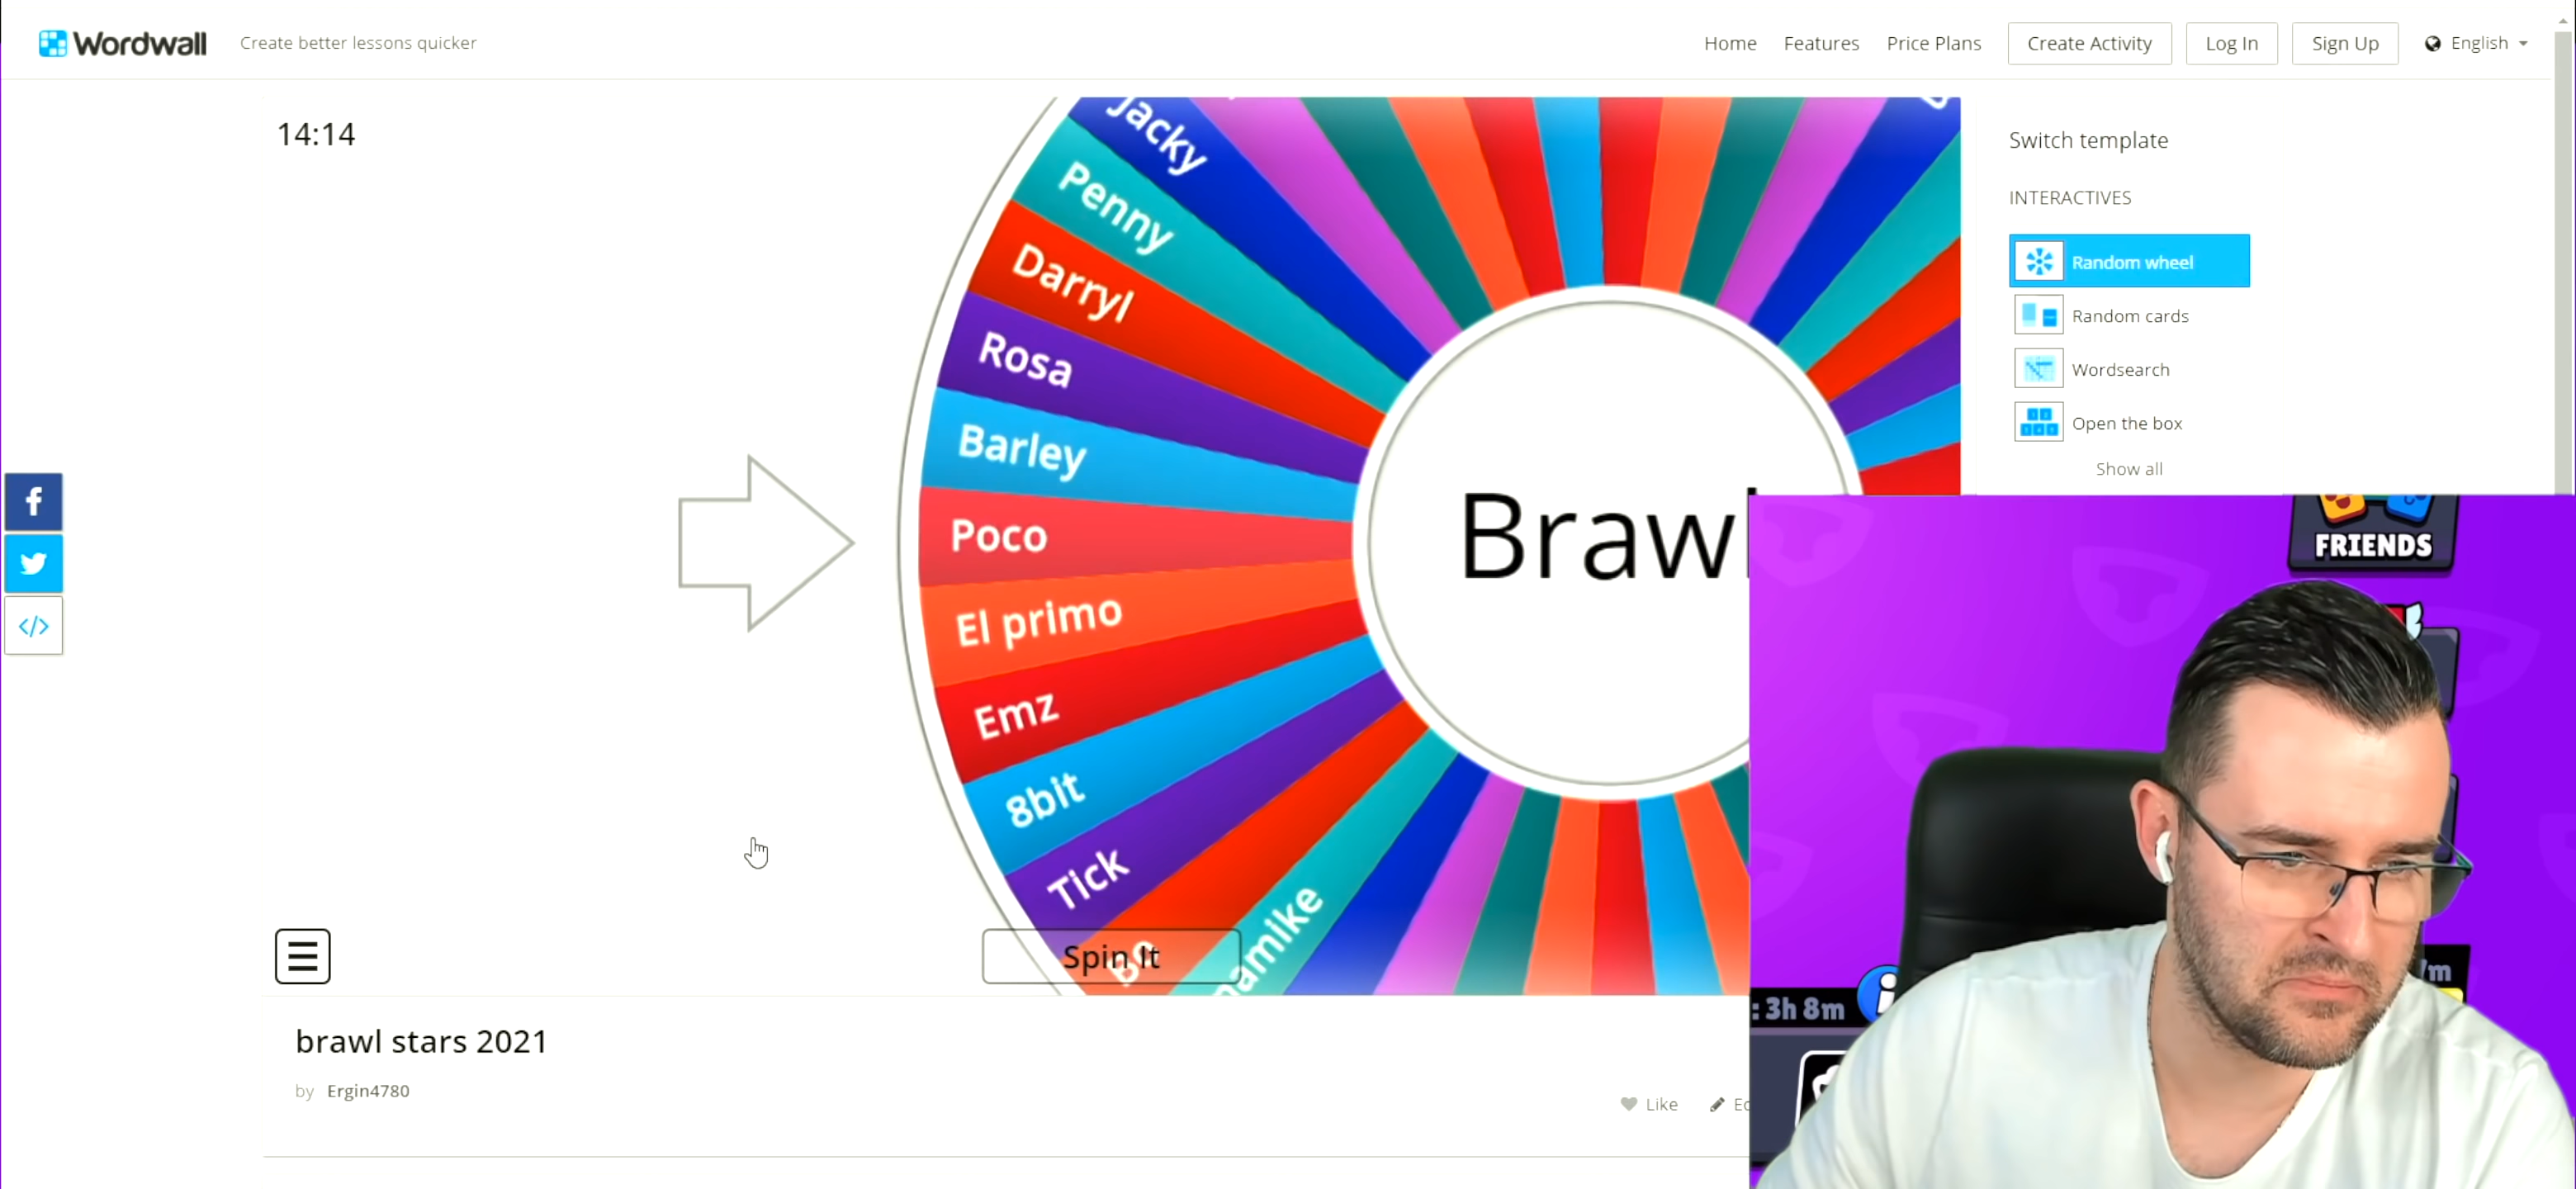 Wordwall
Create better lessons quicker
Home
Features
Price Plans
Create Activity
Log In
Sign Up
English
14:14
Jacky
Penny
Darryl
Rosa
Barley
Poco
El primo
Emz
8bit
Tick
Bo
Brawl
Spin It
Switch template
INTERACTIVES
Random wheel
Random cards
Wordsearch
Open the box
Show all
FRIENDS
: 3h 8m
brawl stars 2021
by Ergin4780
Like